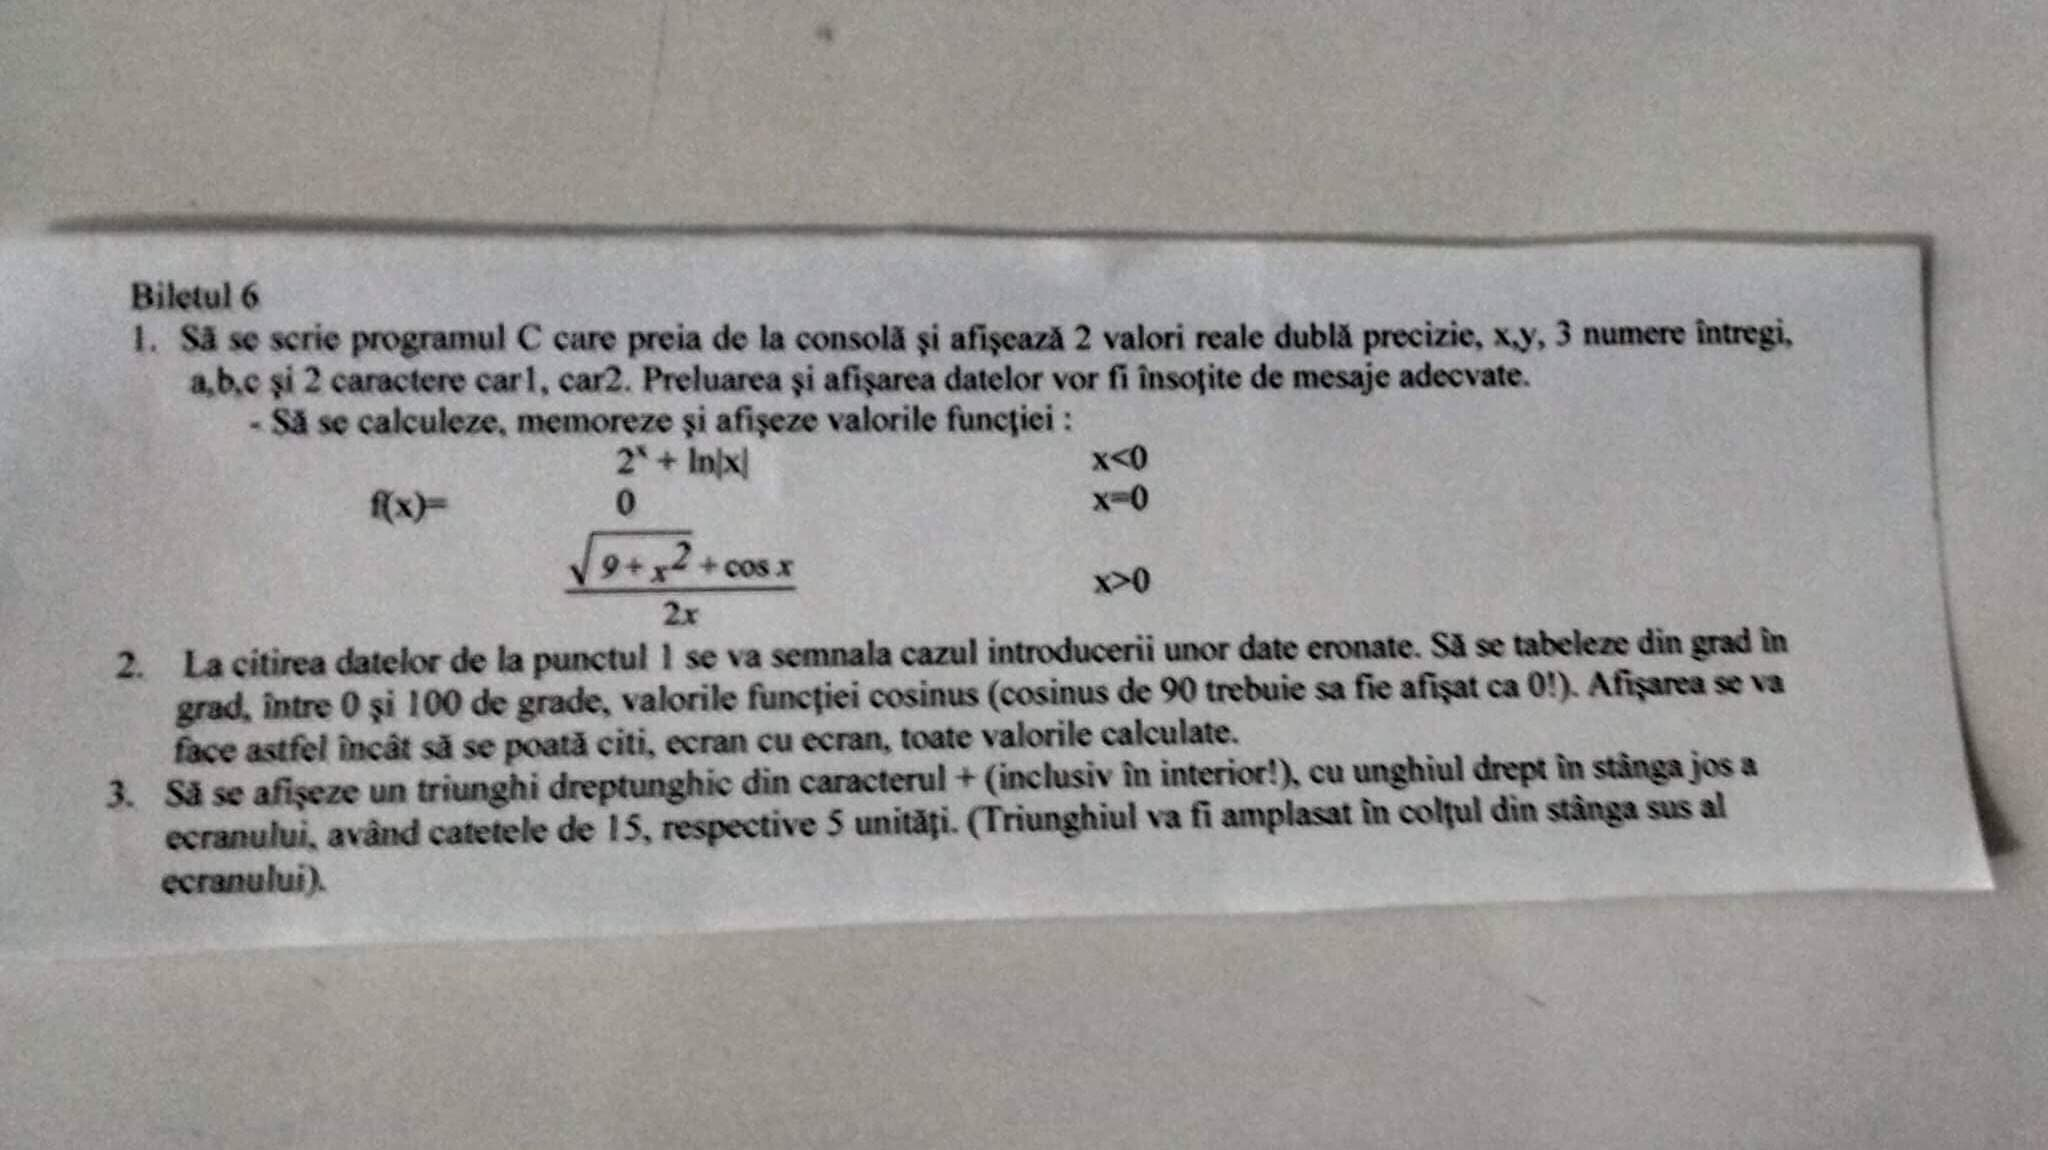 Biletul 6
1. Să se scrie programul C care preia de la consolă şi afişează 2 valori reale dublă precizie, x,y, 3 numere întregi,
a,b,c şi 2 caractere car1, car2. Preluarea şi afişarea datelor vor fi însoţite de mesaje adecvate.
- Să se calculeze, memoreze şi afişeze valorile funcţiei :
2ˣ + ln|x| x<0
f(x)= 0 x=0
√9 + x² + cos x x>0
2x
2. La citirea datelor de la punctul 1 se va semnala cazul introducerii unor date eronate. Să se tabeleze din grad în
grad, între 0 şi 100 de grade, valorile funcţiei cosinus (cosinus de 90 trebuie sa fie afişat ca 0!). Afişarea se va
face astfel încât să se poată citi, ecran cu ecran, toate valorile calculate.
3. Să se afişeze un triunghi dreptunghic din caracterul + (inclusiv în interior!), cu unghiul drept în stânga jos a
ecranului, având catetele de 15, respective 5 unităţi. (Triunghiul va fi amplasat în colţul din stânga sus al
ecranului).